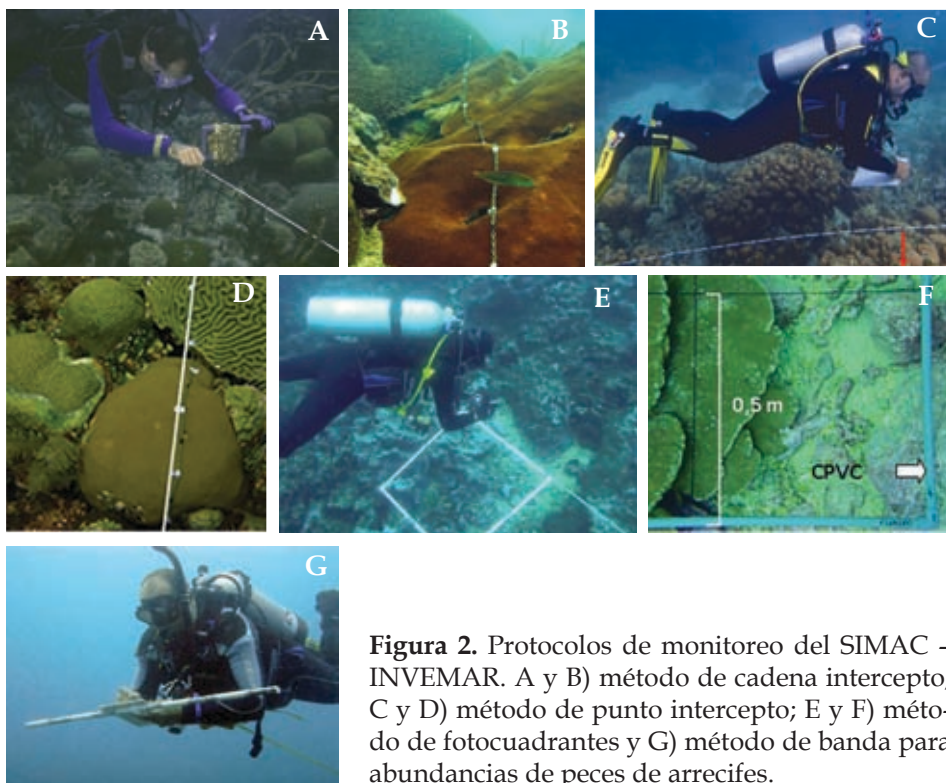 A
B
C
D
E
F
0,5 m
CPVC
G
Figura 2. Protocolos de monitoreo del SIMAC -
INVEMAR. A y B) método de cadena intercepto;
C y D) método de punto intercepto; E y F) méto-
do de fotocuadrantes y G) método de banda para
abundancias de peces de arrecifes.